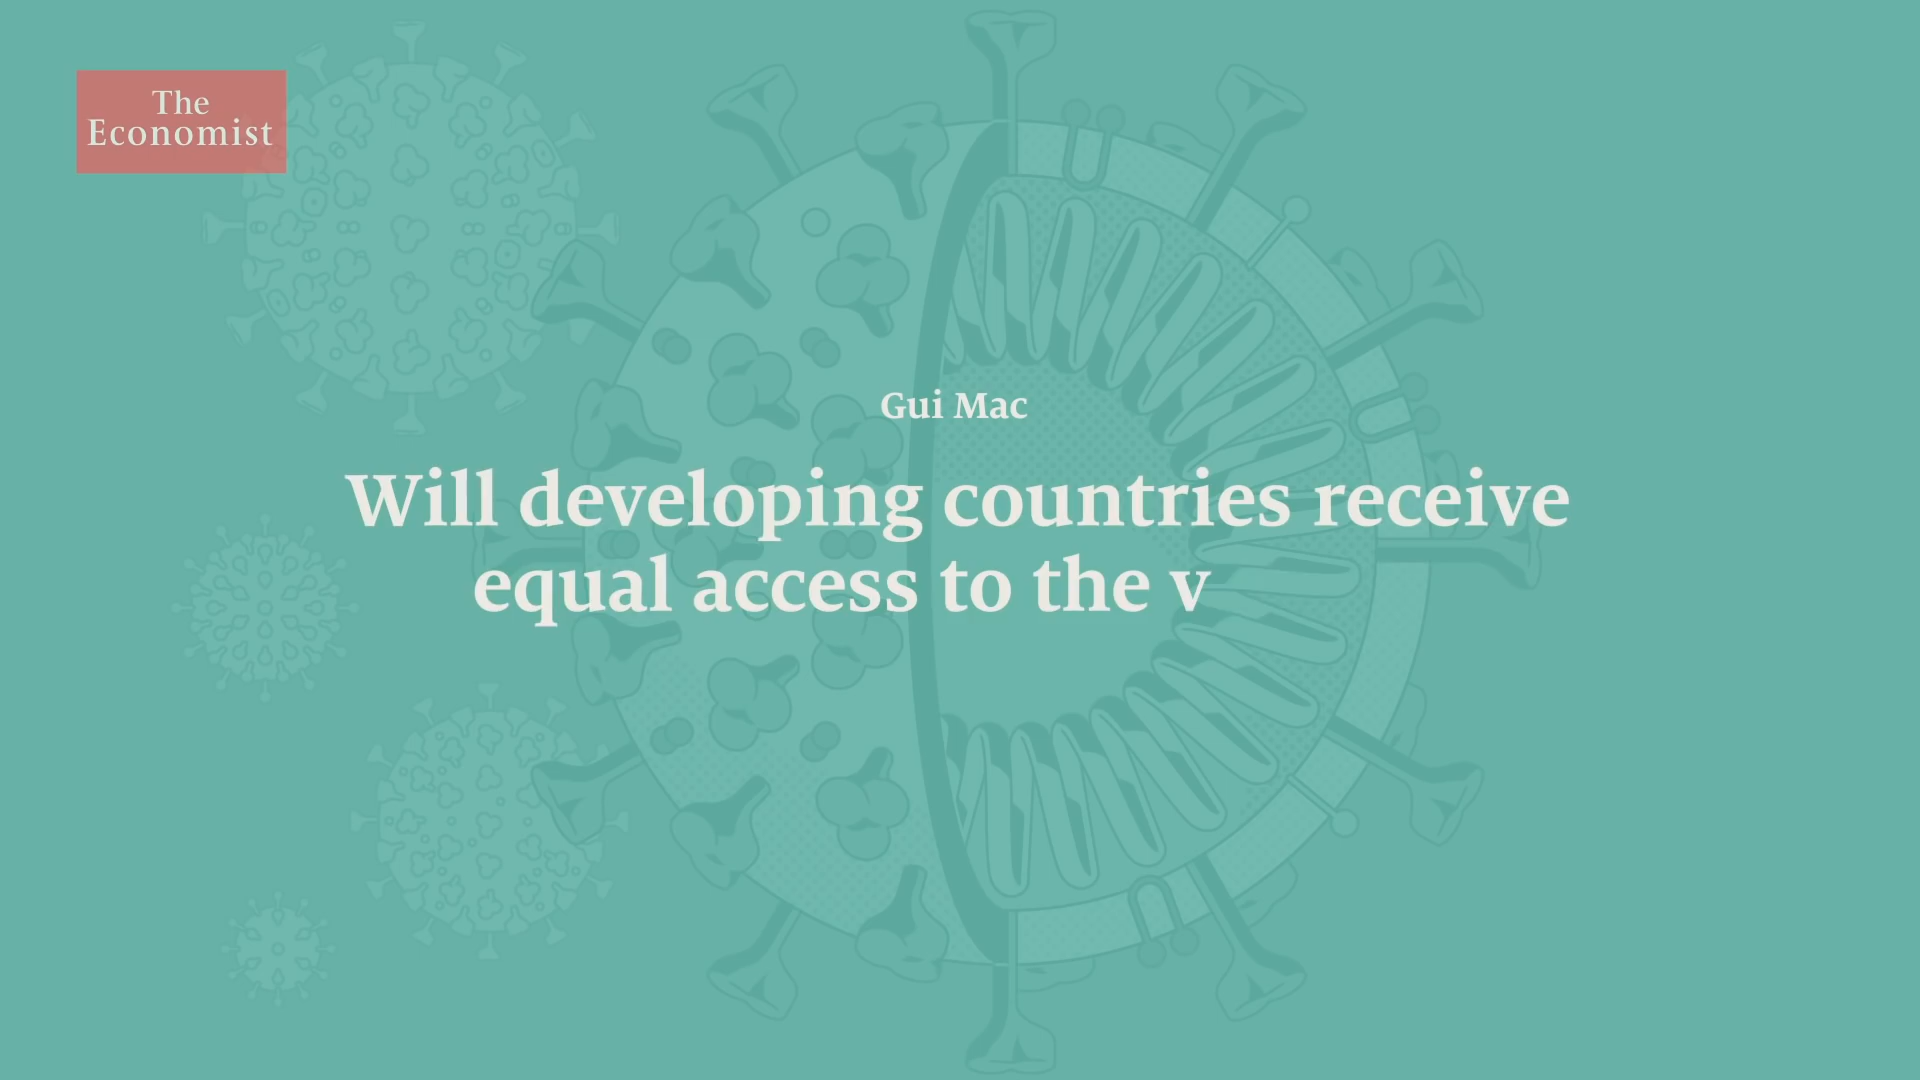 The
Economist
Gui Mac
Will developing countries receive
equal access to the v